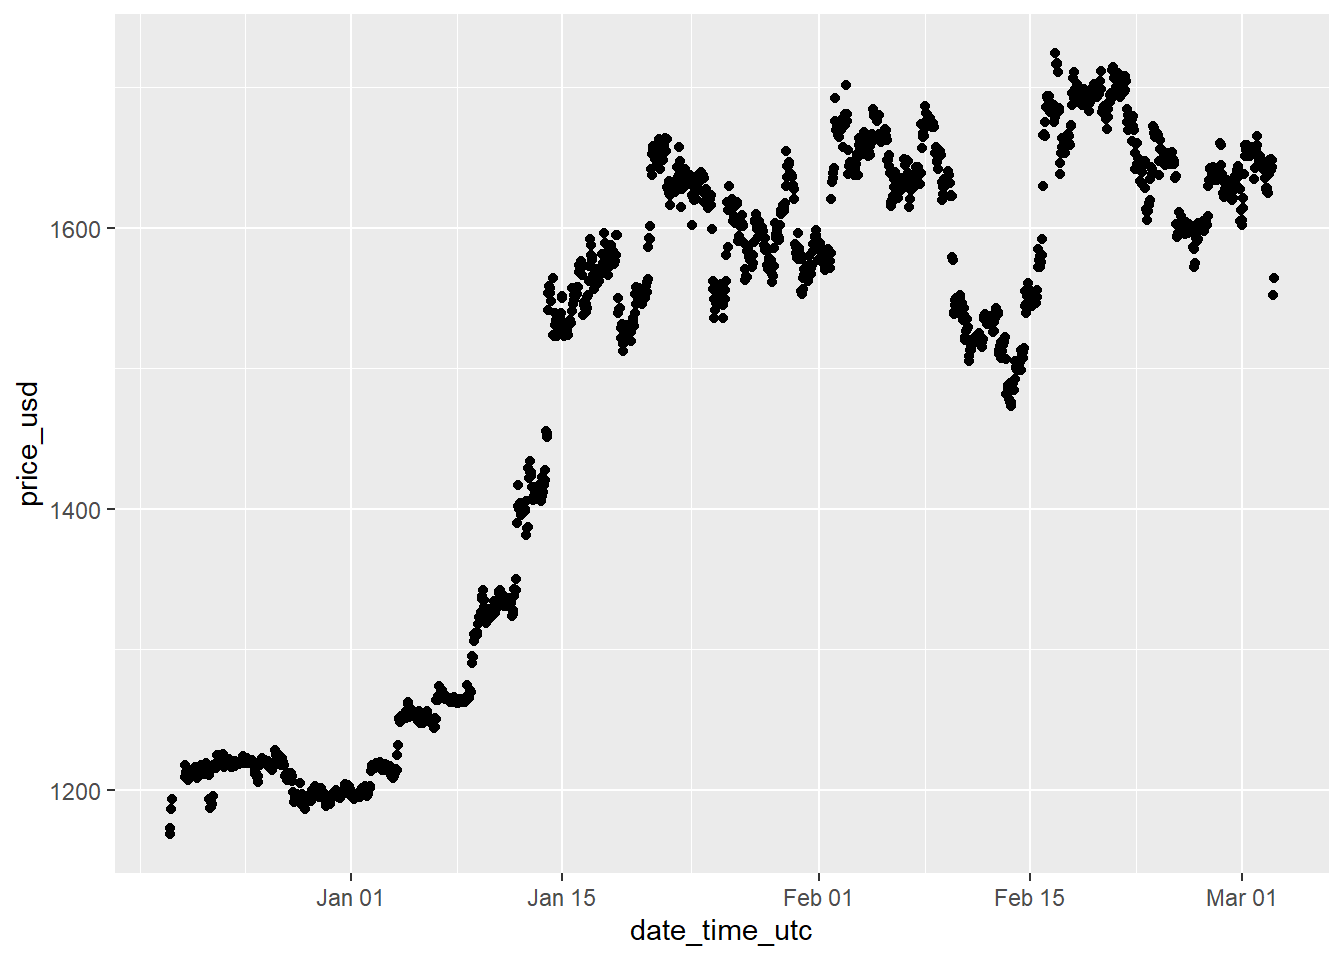 price_usd
1600
1400
1200
Jan 01
Jan 15
Feb 01
Feb 15
Mar 01
date_time_utc